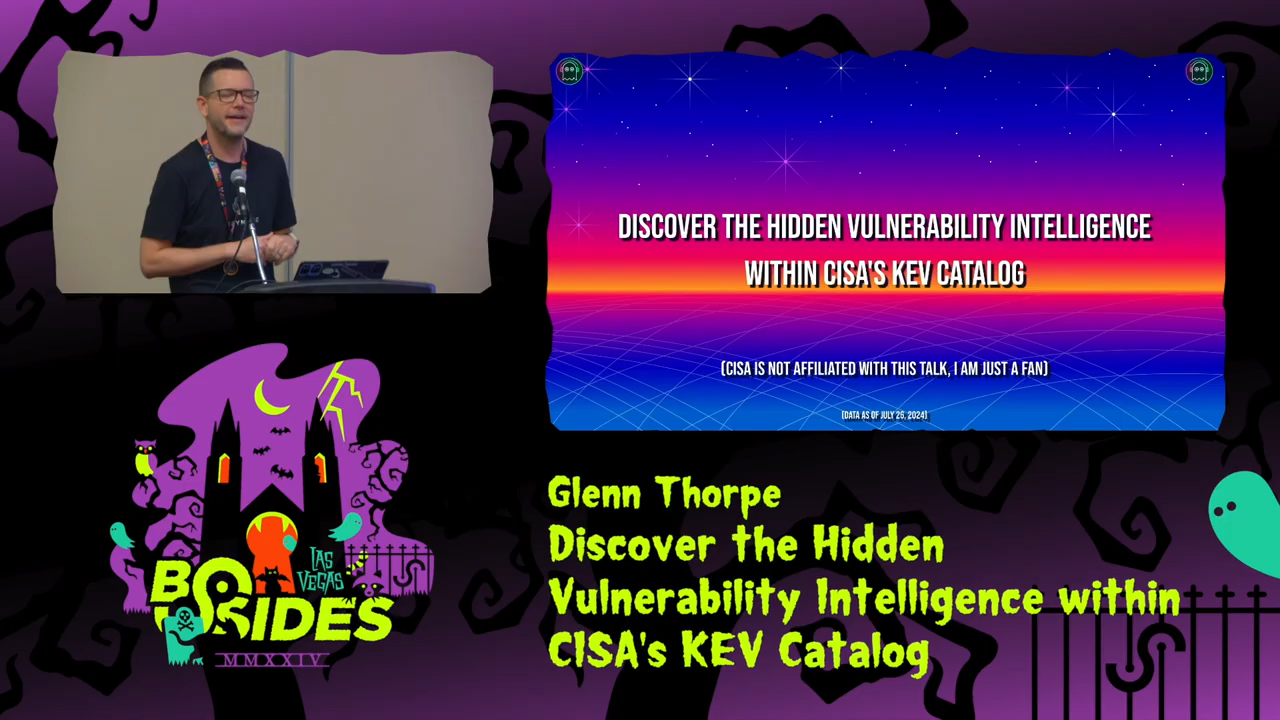 DISCOVER THE HIDDEN VULNERABILITY INTELLIGENCE
WITHIN CISA'S KEV CATALOG
(CISA IS NOT AFFILIATED WITH THIS TALK, I AM JUST A FAN)
(DATA AS OF JULY 25, 2024)
LAS
VEGAS
BSIDES
MMXXIV
Glenn Thorpe
Discover the Hidden
Vulnerability Intelligence within
CISA's KEV Catalog